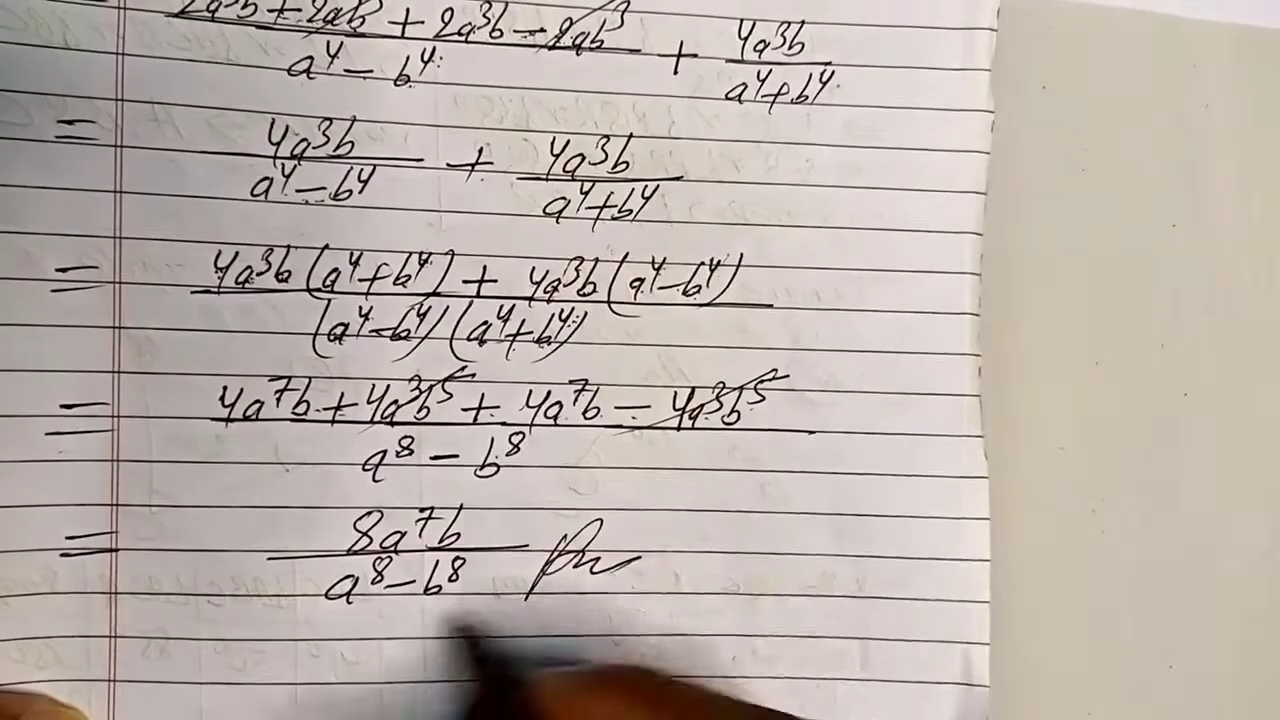 2a³b + 2ab³ + 2a³b − 2ab³ / a⁴ − b⁴ + 4a³b / a⁴+b⁴
= 4a³b / a⁴−b⁴ + 4a³b / a⁴+b⁴
= 4a³b(a⁴+b⁴) + 4a³b(a⁴−b⁴) / (a⁴−b⁴)(a⁴+b⁴)
= 4a⁷b + 4a³b⁵ + 4a⁷b − 4a³b⁵ / a⁸ − b⁸
= 8a⁷b / a⁸−b⁸